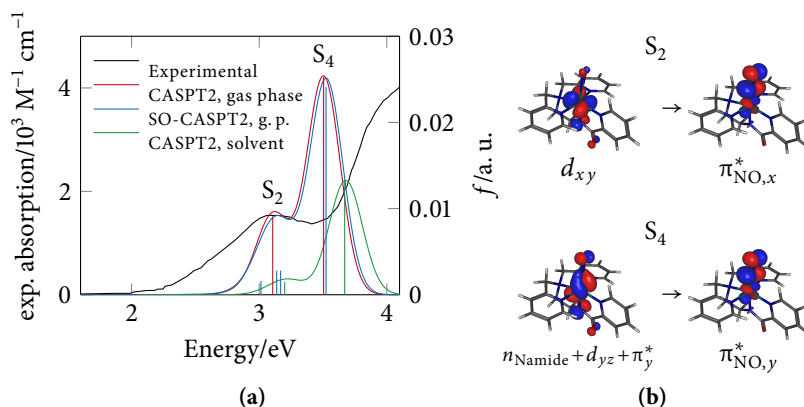 exp. absorption/10³ M⁻¹ cm⁻¹
4
2
0
2
3
4
Energy/eV
0.03
0.02
0.01
0
f/a. u.
Experimental
CASPT2, gas phase
SO-CASPT2, g. p.
CASPT2, solvent
S₂
S₄
(a)
S₂
d_xy → π*_NO,x
S₄
n_Namide + d_yz + π*_y → π*_NO,y
(b)